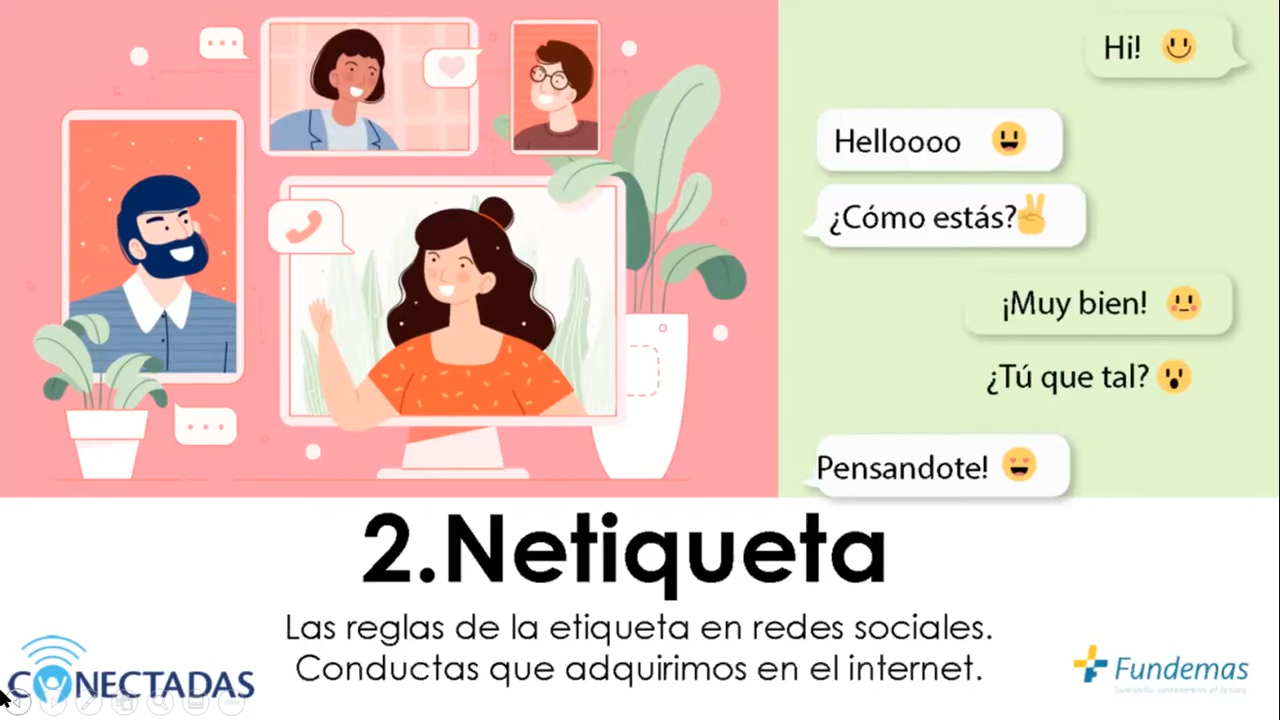 Hi!
Helloooo
¿Cómo estás?
¡Muy bien!
¿Tú que tal?
Pensandote!
2.Netiqueta
Las reglas de la etiqueta en redes sociales.
Conductas que adquirimos en el internet.
CONECTADAS
Fundemas